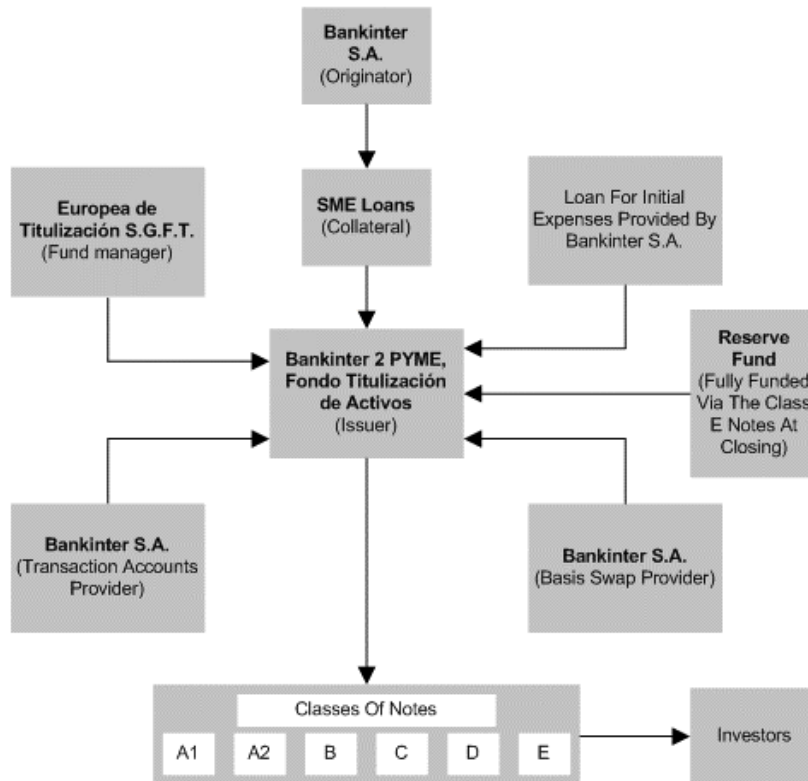 Bankinter
S.A.
(Originator)
Europea de
Titulización S.G.F.T.
(Fund manager)
SME Loans
(Collateral)
Loan For Initial
Expenses Provided By
Bankinter S.A.
Bankinter 2 PYME,
Fondo Titulización
de Activos
(Issuer)
Reserve
Fund
(Fully Funded
Via The Class
E Notes At
Closing)
Bankinter S.A.
(Transaction Accounts
Provider)
Bankinter S.A.
(Basis Swap Provider)
Classes Of Notes
A1 A2 B C D E
Investors